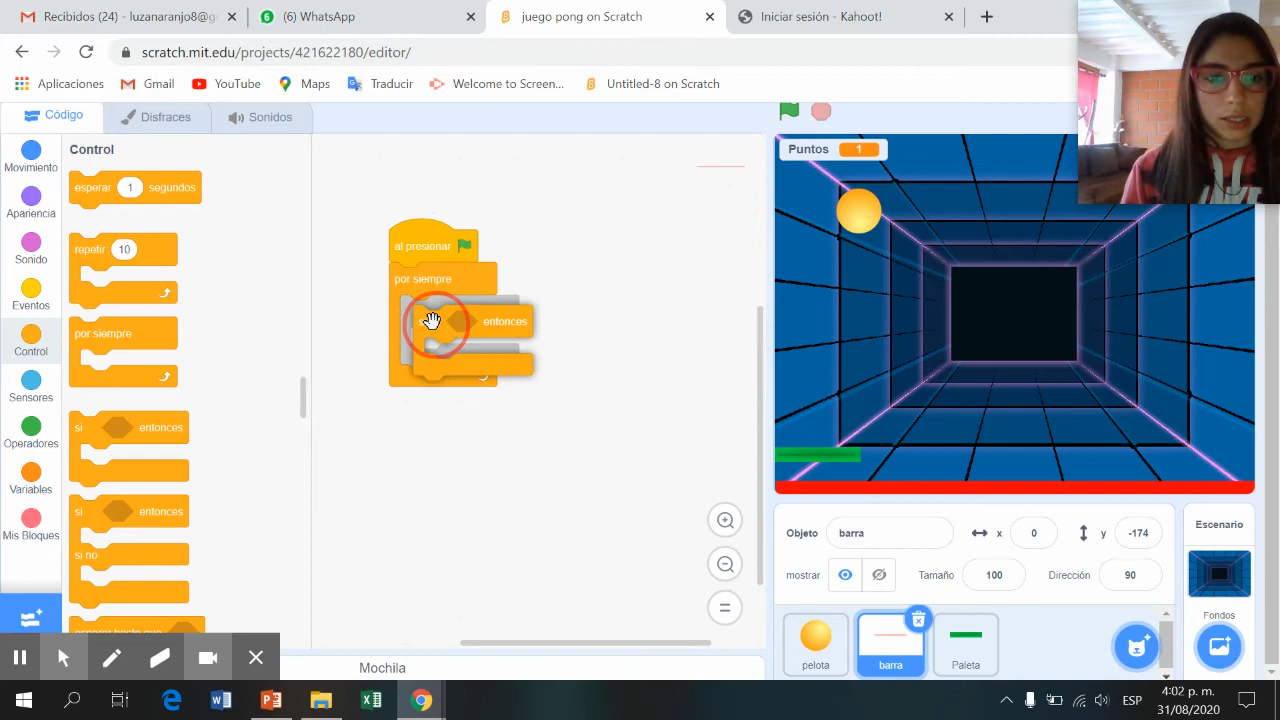 Recibidos (24) - luzanaranjo8@g
6
(6) WhatsApp
juego pong on Scratch
Iniciar sesión - Kahoot!
scratch.mit.edu/projects/421622180/editor/
Aplicaciones
Gmail
YouTube
Maps
Traducir
Welcome to Screen...
Untitled-8 on Scratch
Código
Disfraces
Sonidos
Movimiento
Apariencia
Sonido
Eventos
Control
Sensores
Operadores
Variables
Mis Bloques
Control
esperar 1 segundos
repetir 10
por siempre
si entonces
si entonces
si no
al presionar
por siempre
entonces
Puntos 1
Objeto barra x 0 y -174
mostrar Tamaño 100 Dirección 90
pelota
barra
Paleta
Escenario
Fondos
Mochila
ESP
4:02 p. m.
31/08/2020